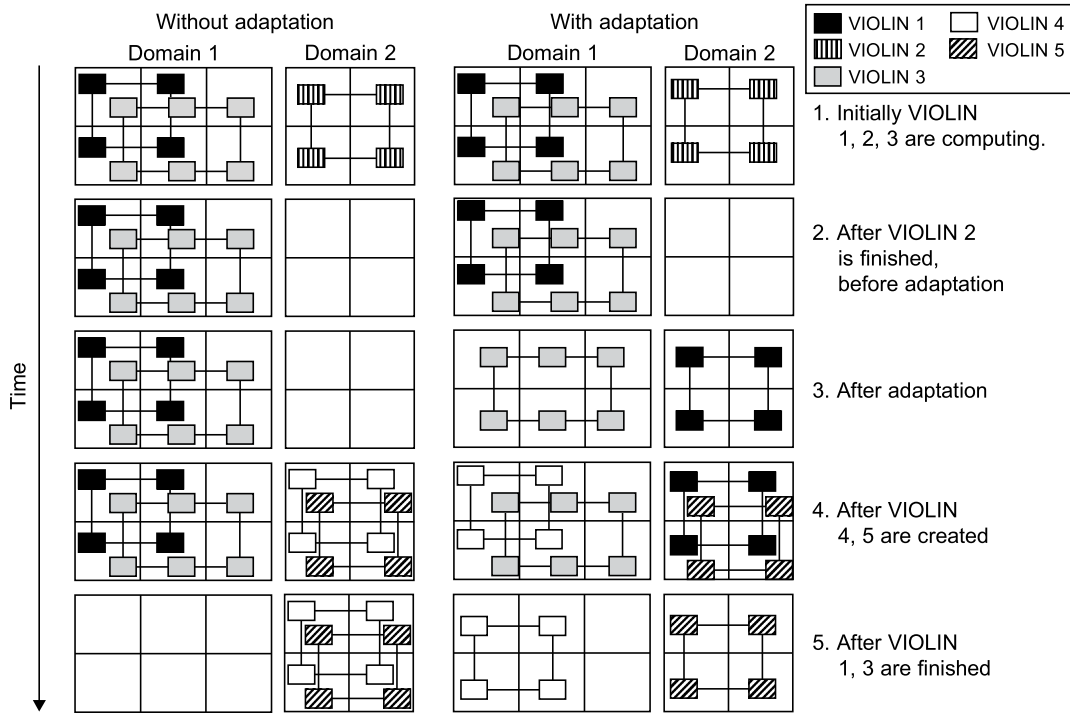 Without adaptation
With adaptation
Domain 1
Domain 2
Domain 1
Domain 2
VIOLIN 1
VIOLIN 4
VIOLIN 2
VIOLIN 5
VIOLIN 3
Time
1. Initially VIOLIN
1, 2, 3 are computing.
2. After VIOLIN 2
is finished,
before adaptation
3. After adaptation
4. After VIOLIN
4, 5 are created
5. After VIOLIN
1, 3 are finished